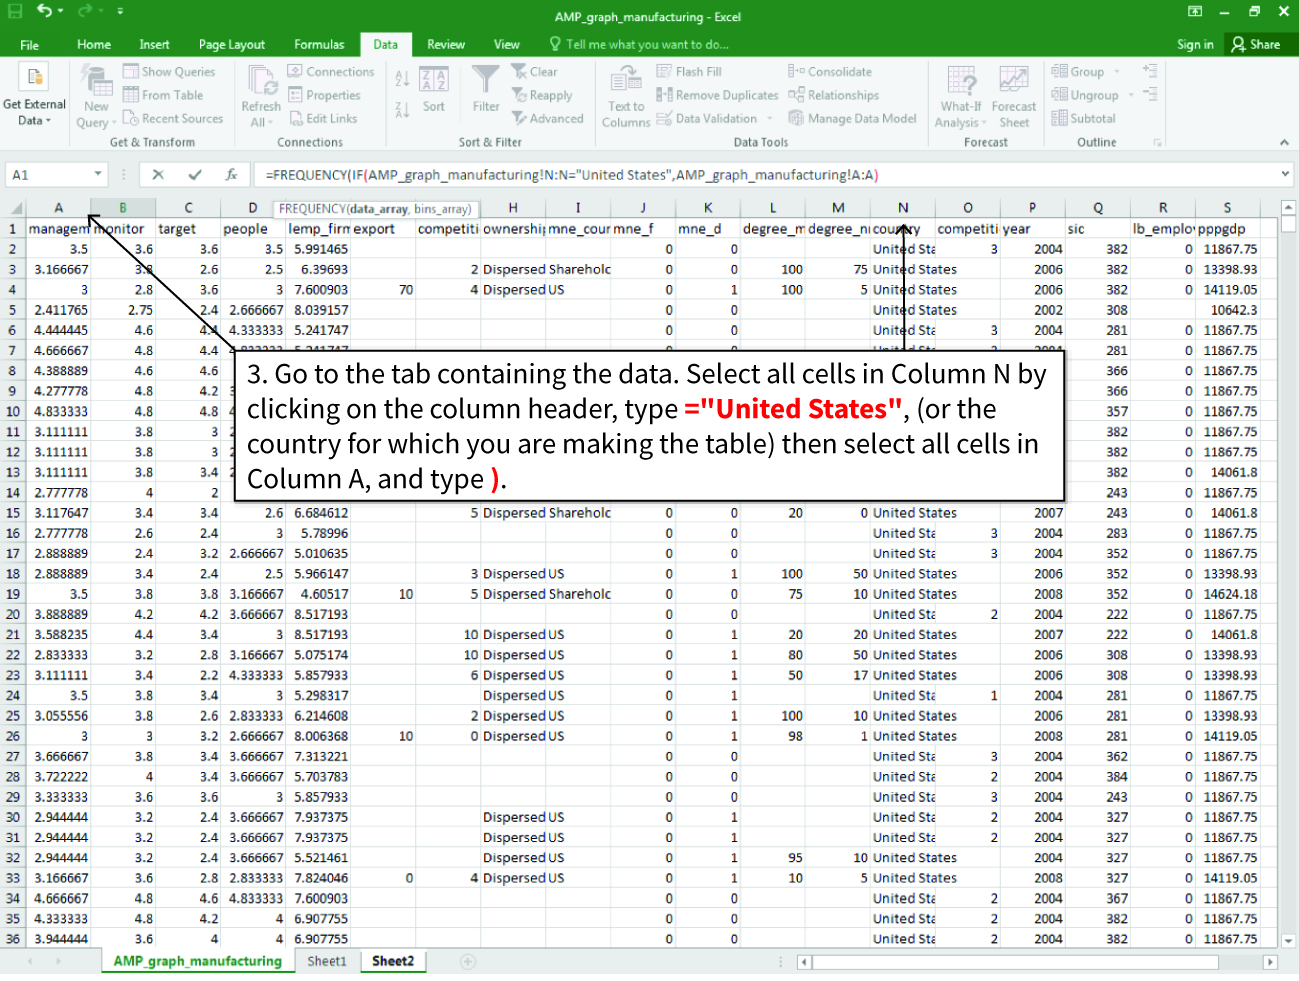 AMP_graph_manufacturing - Excel
File Home Insert Page Layout Formulas Data Review View Tell me what you want to do... Sign in Share
Get External Data
New Query
Show Queries
From Table
Recent Sources
Get & Transform
Refresh All
Connections
Properties
Edit Links
Connections
Sort
Filter
Clear
Reapply
Advanced
Sort & Filter
Text to Columns
Flash Fill
Remove Duplicates
Data Validation
Consolidate
Relationships
Manage Data Model
Data Tools
What-If Analysis
Forecast Sheet
Forecast
Group
Ungroup
Subtotal
Outline
A1 fx =FREQUENCY(IF(AMP_graph_manufacturing!N:N="United States",AMP_graph_manufacturing!A:A)
FREQUENCY(data_array, bins_array)
A B C D H I J K L M N O P Q R S
1 managem monitor target people lemp_firm export competiti ownership mne_cour mne_f mne_d degree_m degree_n country competiti year sic lb_employ pppgdp
2 3.5 3.6 3.6 3.5 5.991465 0 0 United Sta 3 2004 382 0 11867.75
3 3.166667 3.8 2.6 2.5 6.39693 2 Dispersed Shareholc 0 0 100 75 United States 2006 382 0 13398.93
4 3 2.8 3.6 3 7.600903 70 4 Dispersed US 0 1 100 5 United States 2006 382 0 14119.05
5 2.411765 2.75 2.4 2.666667 8.039157 0 0 United States 2002 308 10642.3
6 4.444445 4.6 4.4 4.333333 5.241747 0 0 United Sta 3 2004 281 0 11867.75
7 4.666667 4.8 4.4 281 0 11867.75
8 4.388889 4.6 4.6 366 0 11867.75
9 4.277778 4.8 4.2 366 0 11867.75
10 4.833333 4.8 4.8 357 0 11867.75
11 3.111111 3.8 3 382 0 11867.75
12 3.111111 3.8 3 382 0 11867.75
13 3.111111 3.8 3.4 382 0 14061.8
14 2.777778 4 2 243 0 11867.75
3. Go to the tab containing the data. Select all cells in Column N by
clicking on the column header, type ="United States", (or the
country for which you are making the table) then select all cells in
Column A, and type ).
15 3.117647 3.4 3.4 2.6 6.684612 5 Dispersed Shareholc 0 0 20 0 United States 2007 243 0 14061.8
16 2.777778 2.6 2.4 3 5.78996 0 0 United Sta 3 2004 283 0 11867.75
17 2.888889 2.4 3.2 2.666667 5.010635 0 0 United Sta 3 2004 352 0 11867.75
18 2.888889 3.4 2.4 2.5 5.966147 3 Dispersed US 0 1 100 50 United States 2006 352 0 13398.93
19 3.5 3.8 3.8 3.166667 4.60517 10 5 Dispersed Shareholc 0 0 75 10 United States 2008 352 0 14624.18
20 3.888889 4.2 4.2 3.666667 8.517193 0 0 United Sta 2 2004 222 0 11867.75
21 3.588235 4.4 3.4 3 8.517193 10 Dispersed US 0 1 20 20 United States 2007 222 0 14061.8
22 2.833333 3.2 2.8 3.166667 5.075174 10 Dispersed US 0 1 80 50 United States 2006 308 0 13398.93
23 3.111111 3.4 2.2 4.333333 5.857933 6 Dispersed US 0 1 50 17 United States 2006 308 0 13398.93
24 3.5 3.8 3.4 3 5.298317 Dispersed US 0 1 United Sta 1 2004 281 0 11867.75
25 3.055556 3.8 2.6 2.833333 6.214608 2 Dispersed US 0 1 100 10 United States 2006 281 0 13398.93
26 3 3 3.2 2.666667 8.006368 10 0 Dispersed US 0 1 98 1 United States 2008 281 0 14119.05
27 3.666667 3.8 3.4 3.666667 7.313221 0 0 United Sta 3 2004 362 0 11867.75
28 3.722222 4 3.4 3.666667 5.703783 0 0 United Sta 2 2004 384 0 11867.75
29 3.333333 3.6 3.6 3 5.857933 0 0 United Sta 3 2004 243 0 11867.75
30 2.944444 3.2 2.4 3.666667 7.937375 Dispersed US 0 1 United Sta 2 2004 327 0 11867.75
31 2.944444 3.2 2.4 3.666667 7.937375 Dispersed US 0 1 United Sta 2 2004 327 0 11867.75
32 2.944444 3.2 2.4 3.666667 5.521461 Dispersed US 0 1 95 10 United States 2004 327 0 11867.75
33 3.166667 3.6 2.8 2.833333 7.824046 0 4 Dispersed US 0 1 10 5 United States 2008 327 0 14119.05
34 4.666667 4.8 4.6 4.833333 7.600903 0 0 United Sta 2 2004 367 0 11867.75
35 4.333333 4.8 4.2 4 6.907755 0 0 United Sta 2 2004 382 0 11867.75
36 3.944444 3.6 4 4 6.907755 0 0 United Sta 2 2004 382 0 11867.75
AMP_graph_manufacturing Sheet1 Sheet2